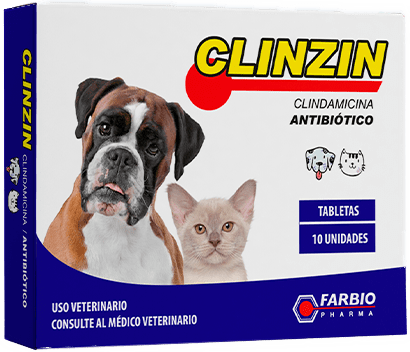 CLINZIN
CLINDAMICINA
ANTIBIÓTICO
TABLETAS
10 UNIDADES
USO VETERINARIO
CONSULTE AL MÉDICO VETERINARIO
FARBIO
PHARMA
CLINZIN
CLINDAMICINA / ANTIBIÓTICO